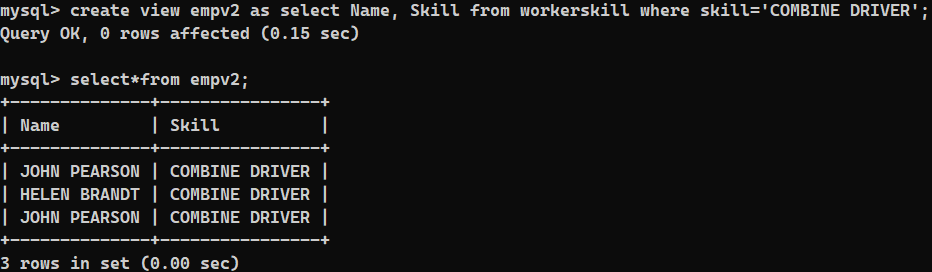 mysql> create view empv2 as select Name, Skill from workerskill where skill='COMBINE DRIVER';
Query OK, 0 rows affected (0.15 sec)
mysql> select*from empv2;
+--------------+----------------+
| Name         | Skill          |
+--------------+----------------+
| JOHN PEARSON | COMBINE DRIVER |
| HELEN BRANDT | COMBINE DRIVER |
| JOHN PEARSON | COMBINE DRIVER |
+--------------+----------------+
3 rows in set (0.00 sec)